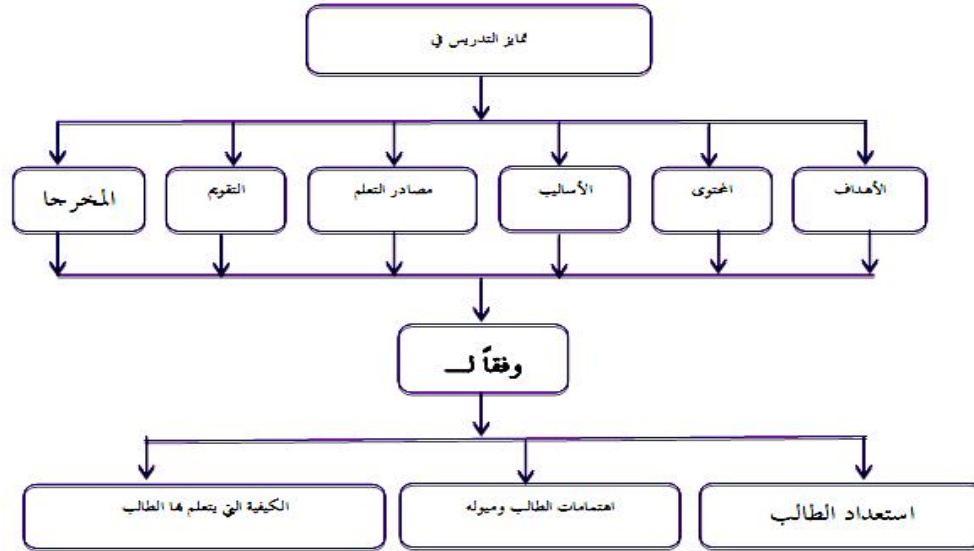 تمايز التدريس في
الأهداف
المحتوى
الأساليب
مصادر التعلم
التقويم
المخرجا
وفقاً لـــ
استعداد الطالب
اهتمامات الطالب وميوله
الكيفية التي يتعلم بها الطالب